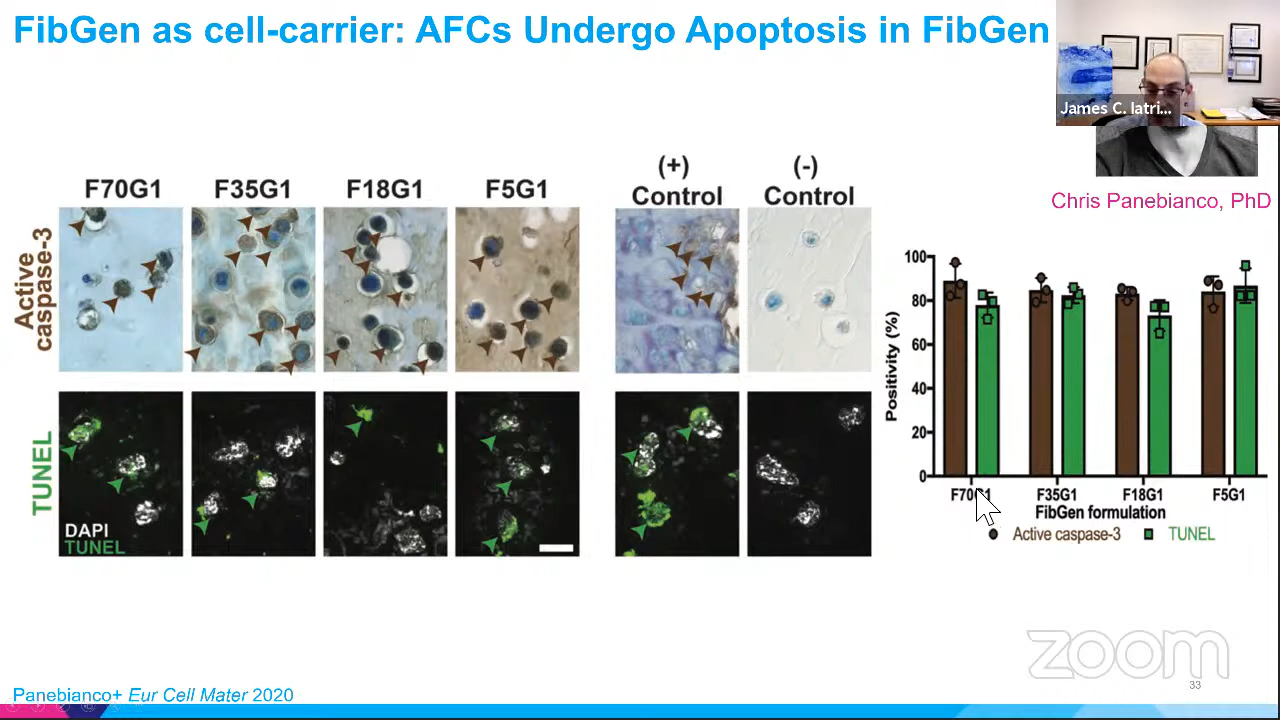 FibGen as cell-carrier: AFCs Undergo Apoptosis in FibGen
James C. Iatri...
Chris Panebianco, PhD
F70G1 F35G1 F18G1 F5G1 (+) Control (-) Control
Active caspase-3
TUNEL
DAPI
TUNEL
Positivity (%)
100
80
60
40
20
0
F70G1 F35G1 F18G1 F5G1
FibGen formulation
Active caspase-3 TUNEL
zoom
33
Panebianco+ Eur Cell Mater 2020